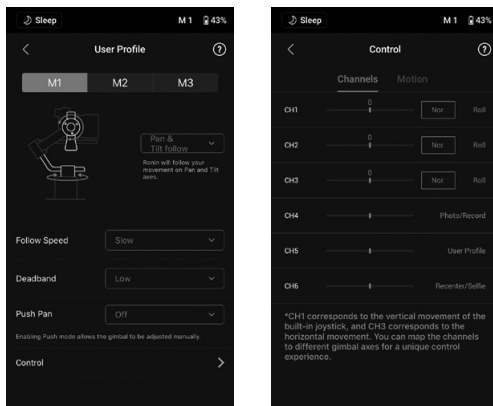 Sleep M 1 43%
User Profile
M1 M2 M3
Pan &
Tilt follow
Ronin will follow your
movement on Pan and Tilt
axes.
Follow Speed Slow
Deadband Low
Push Pan Off
Enabling Push mode allows the gimbal to be adjusted manually.
Control
Sleep M 1 43%
Control
Channels Motion
CH1 0 Nor. Roll
CH2 0 Nor. Roll
CH3 0 Nor. Roll
CH4 Photo/Record
CH5 User Profile
CH6 Recenter/Selfie
*CH1 corresponds to the vertical movement of the
built-in joystick, and CH3 corresponds to the
horizontal movement. You can map the channels
to different gimbal axes for a unique control
experience.